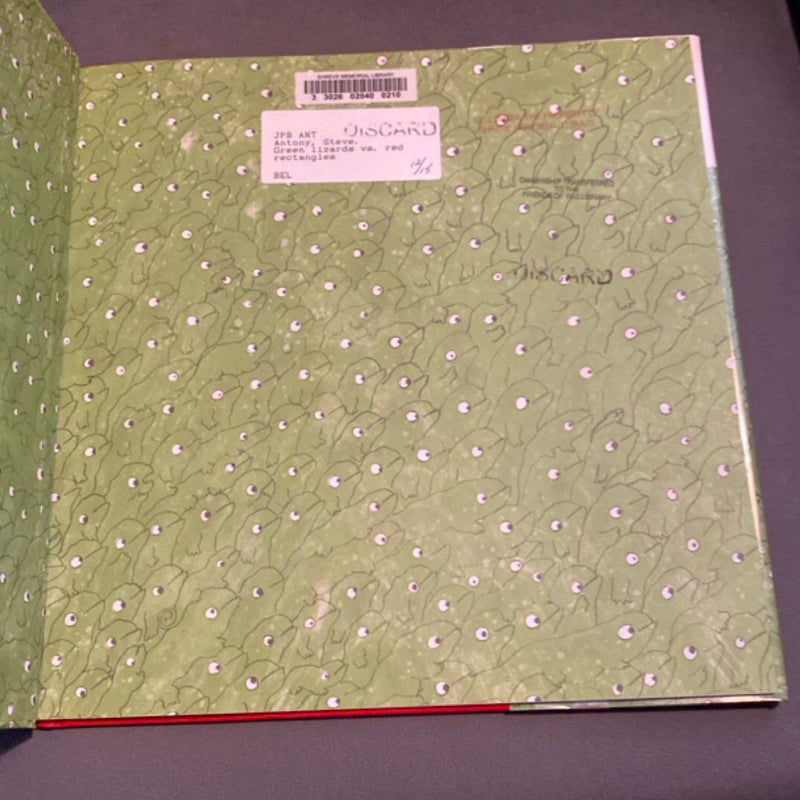 SHREVE MEMORIAL LIBRARY
3 3026 02040 0210
JPB ANT DISCARD
Antony, Steve.
Green lizards vs. red
rectangles
12/15
BEL
OWNERSHIP TRANSFERRED
TO THE
FRIENDS OF THE LIBRARY
DISCARD